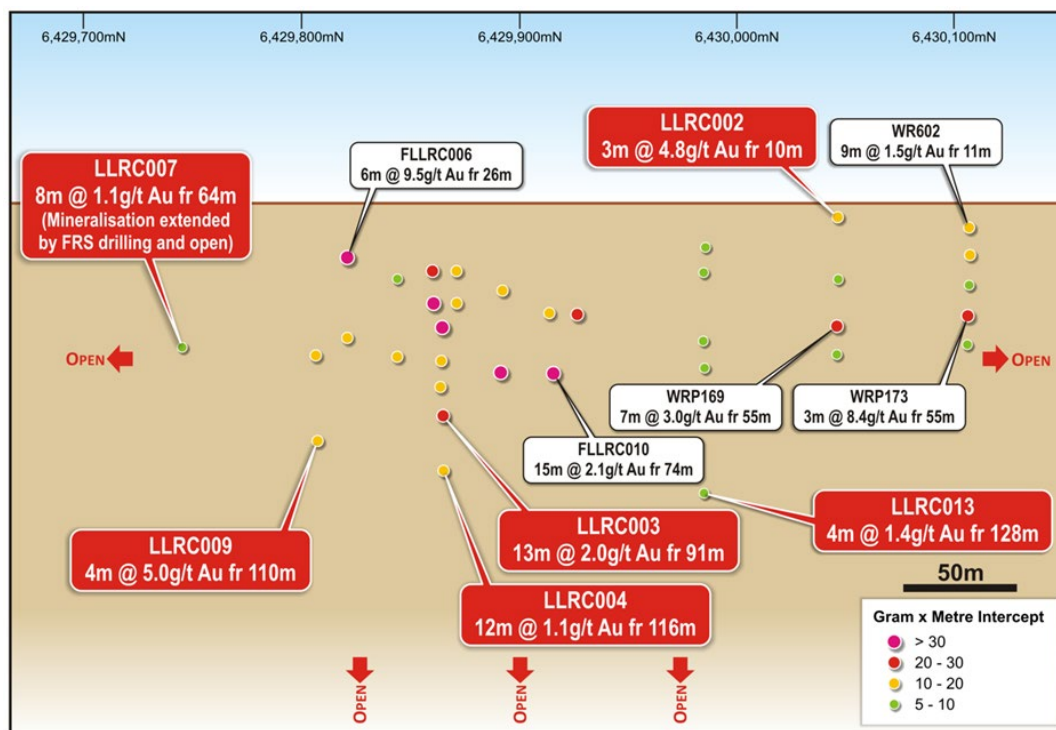 6,429,700mN
6,429,800mN
6,429,900mN
6,430,000mN
6,430,100mN
LLRC007
8m @ 1.1g/t Au fr 64m
(Mineralisation extended
by FRS drilling and open)
FLLRC006
6m @ 9.5g/t Au fr 26m
LLRC002
3m @ 4.8g/t Au fr 10m
WR602
9m @ 1.5g/t Au fr 11m
OPEN
OPEN
WRP169
7m @ 3.0g/t Au fr 55m
WRP173
3m @ 8.4g/t Au fr 55m
FLLRC010
15m @ 2.1g/t Au fr 74m
LLRC009
4m @ 5.0g/t Au fr 110m
LLRC003
13m @ 2.0g/t Au fr 91m
LLRC013
4m @ 1.4g/t Au fr 128m
LLRC004
12m @ 1.1g/t Au fr 116m
50m
Gram x Metre Intercept
> 30
20 - 30
10 - 20
5 - 10
OPEN
OPEN
OPEN